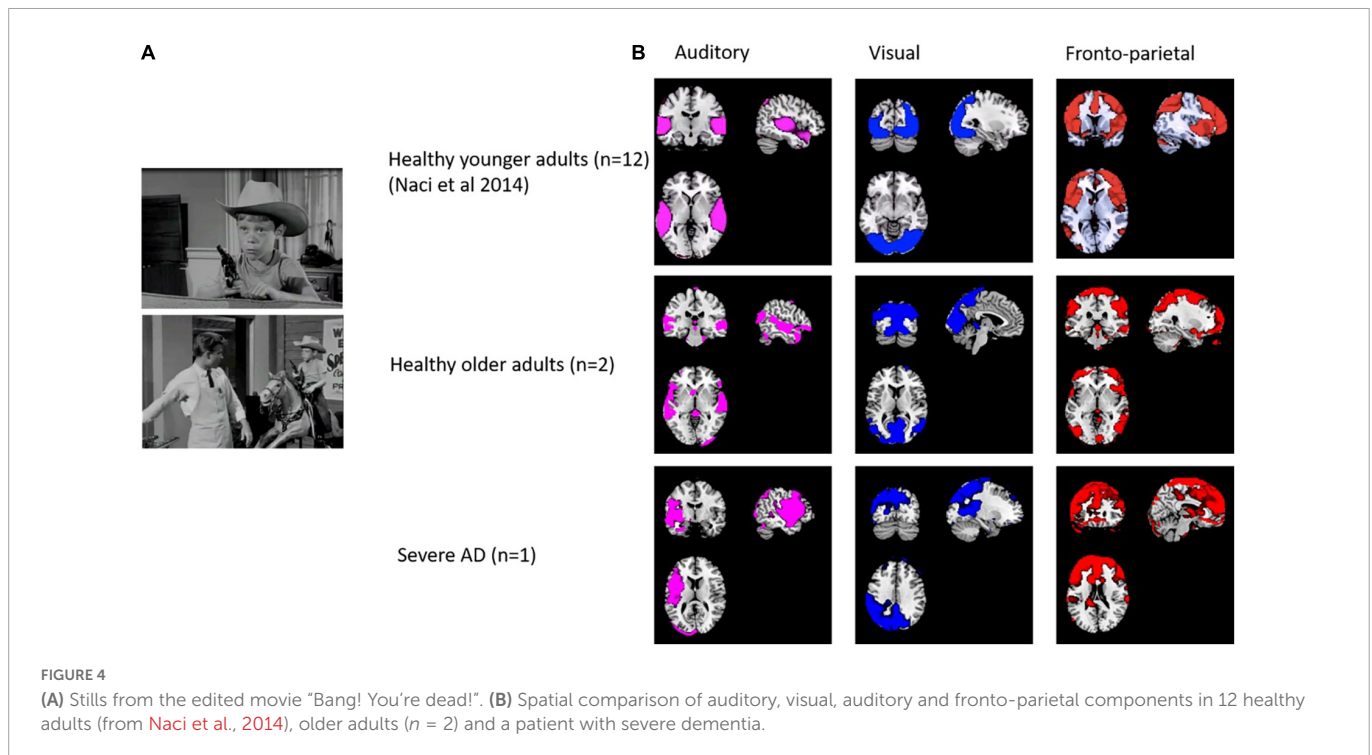 A
B
Auditory
Visual
Fronto-parietal
Healthy younger adults (n=12)
(Naci et al 2014)
Healthy older adults (n=2)
Severe AD (n=1)
FIGURE 4
(A) Stills from the edited movie “Bang! You’re dead!”. (B) Spatial comparison of auditory, visual, auditory and fronto-parietal components in 12 healthy
adults (from Naci et al., 2014), older adults (n = 2) and a patient with severe dementia.